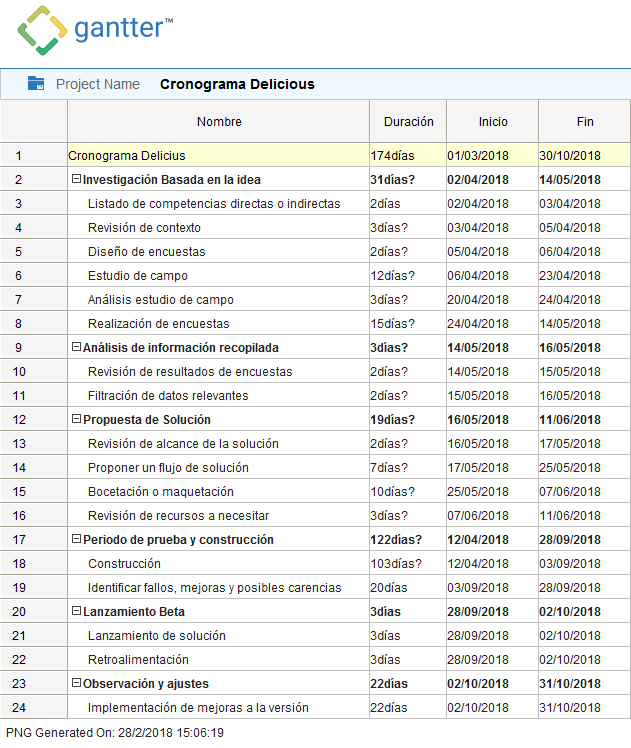 gantter™
Project Name Cronograma Delicious
Nombre Duración Inicio Fin
1 Cronograma Delicius 174días 01/03/2018 30/10/2018
2 Investigación Basada en la idea 31días? 02/04/2018 14/05/2018
3 Listado de competencias directas o indirectas 2días 02/04/2018 03/04/2018
4 Revisión de contexto 3días? 03/04/2018 05/04/2018
5 Diseño de encuestas 2días? 05/04/2018 06/04/2018
6 Estudio de campo 12días? 06/04/2018 23/04/2018
7 Análisis estudio de campo 3días? 20/04/2018 24/04/2018
8 Realización de encuestas 15días? 24/04/2018 14/05/2018
9 Análisis de información recopilada 3días? 14/05/2018 16/05/2018
10 Revisión de resultados de encuestas 2días? 14/05/2018 15/05/2018
11 Filtración de datos relevantes 2días? 15/05/2018 16/05/2018
12 Propuesta de Solución 19días? 16/05/2018 11/06/2018
13 Revisión de alcance de la solución 2días? 16/05/2018 17/05/2018
14 Proponer un flujo de solución 7días? 17/05/2018 25/05/2018
15 Bocetación o maquetación 10días? 25/05/2018 07/06/2018
16 Revisión de recursos a necesitar 3días? 07/06/2018 11/06/2018
17 Periodo de prueba y construcción 122días? 12/04/2018 28/09/2018
18 Construcción 103días? 12/04/2018 03/09/2018
19 Identificar fallos, mejoras y posibles carencias 20días 03/09/2018 28/09/2018
20 Lanzamiento Beta 3días 28/09/2018 02/10/2018
21 Lanzamiento de solución 3días 28/09/2018 02/10/2018
22 Retroalimentación 3días 28/09/2018 02/10/2018
23 Observación y ajustes 22días 02/10/2018 31/10/2018
24 Implementación de mejoras a la versión 22días 02/10/2018 31/10/2018
PNG Generated On: 28/2/2018 15:06:19